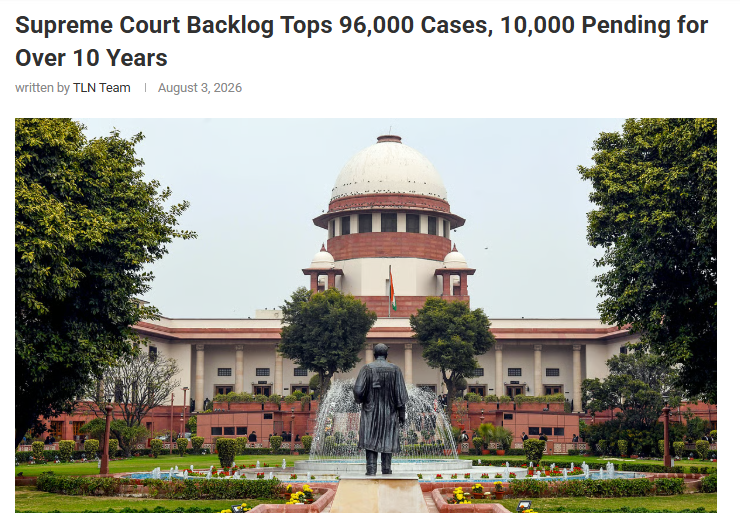 Supreme Court Backlog Tops 96,000 Cases, 10,000 Pending for
Over 10 Years
written by TLN Team | August 3, 2026